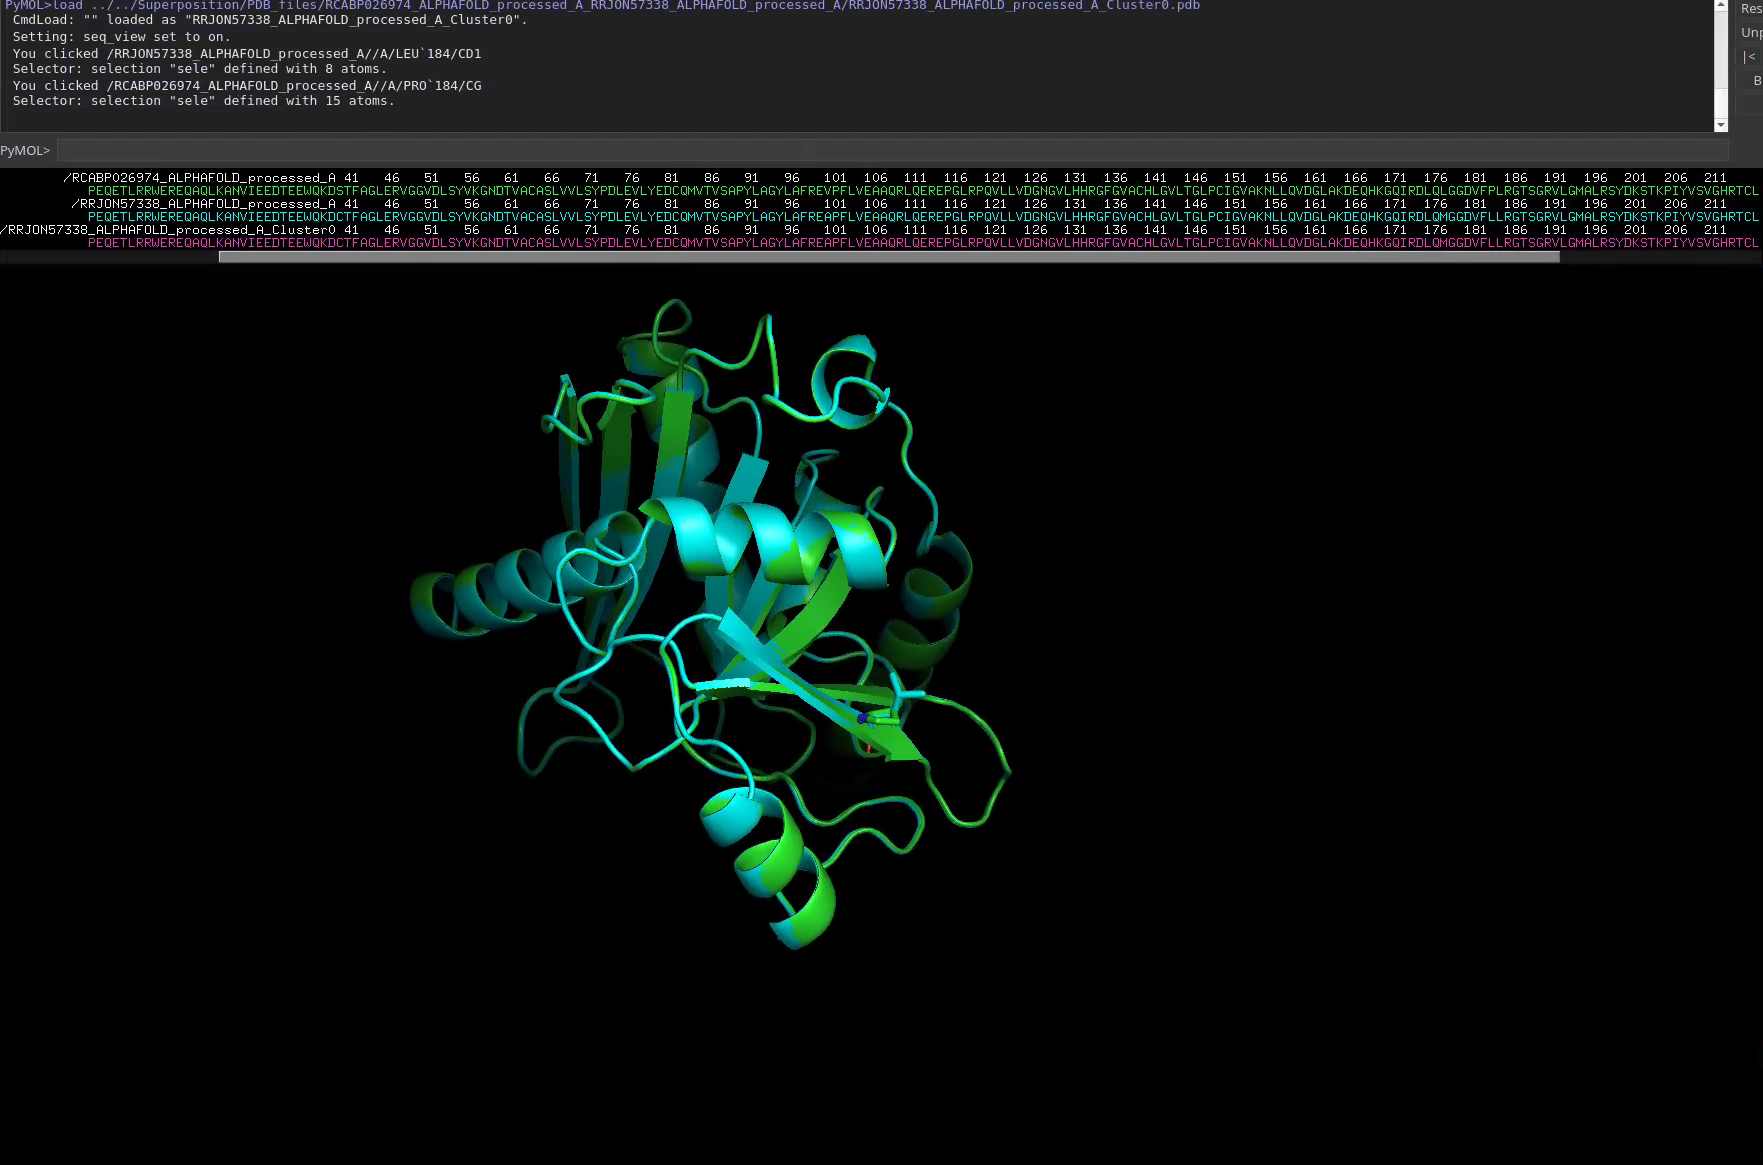 PyMOL>load ../../Superposition/PDB_files/RCABP026974_ALPHAFOLD_processed_A_RRJON57338_ALPHAFOLD_processed_A/RRJON57338_ALPHAFOLD_processed_A_Cluster0.pdb
CmdLoad: "" loaded as "RRJON57338_ALPHAFOLD_processed_A_Cluster0".
Setting: seq_view set to on.
You clicked /RRJON57338_ALPHAFOLD_processed_A//A/LEU`184/CD1
Selector: selection "sele" defined with 8 atoms.
You clicked /RCABP026974_ALPHAFOLD_processed_A//A/PRO`184/CG
Selector: selection "sele" defined with 15 atoms.
Res
Unp
|<
B
PyMOL>
/RCABP026974_ALPHAFOLD_processed_A 41 46 51 56 61 66 71 76 81 86 91 96 101 106 111 116 121 126 131 136 141 146 151 156 161 166 171 176 181 186 191 196 201 206 211
PEQETLRRWEREQAQLKANVIEEDTEEWQKDSTFAGLERVGGVDLSYVKGNDTVACASLVVLSYPDLEVLYEDCQMVTVSAPYLAGYLAFREVPFLVEAAQRLQEREPGLRPQVLLVDGNGVLHHRGFGVACHLGVLTGLPCIGVAKNLLQVDGLAKDEQHKGQIRDLQLGGDVFPLRGTSGRVLGMALRSYDKSTKPIYVSVGHRTCL
/RRJON57338_ALPHAFOLD_processed_A 41 46 51 56 61 66 71 76 81 86 91 96 101 106 111 116 121 126 131 136 141 146 151 156 161 166 171 176 181 186 191 196 201 206 211
PEQETLRRWEREQAQLKANVIEEDTEEWQKDCTFAGLERVGGVDLSYVKGNDTVACASLVVLSYPDLEVLYEDCQMVTVSAPYLAGYLAFREAPFLVEAAQRLQEREPGLRPQVLLVDGNGVLHHRGFGVACHLGVLTGLPCIGVAKNLLQVDGLAKDEQHKGQIRDLQMGGDVFLLRGTSGRVLGMALRSYDKSTKPIYVSVGHRTCL
/RRJON57338_ALPHAFOLD_processed_A_Cluster0 41 46 51 56 61 66 71 76 81 86 91 96 101 106 111 116 121 126 131 136 141 146 151 156 161 166 171 176 181 186 191 196 201 206 211
PEQETLRRWEREQAQLKANVIEEDTEEWQKDCTFAGLERVGGVDLSYVKGNDTVACASLVVLSYPDLEVLYEDCQMVTVSAPYLAGYLAFREAPFLVEAAQRLQEREPGLRPQVLLVDGNGVLHHRGFGVACHLGVLTGLPCIGVAKNLLQVDGLAKDEQHKGQIRDLQMGGDVFLLRGTSGRVLGMALRSYDKSTKPIYVSVGHRTCL